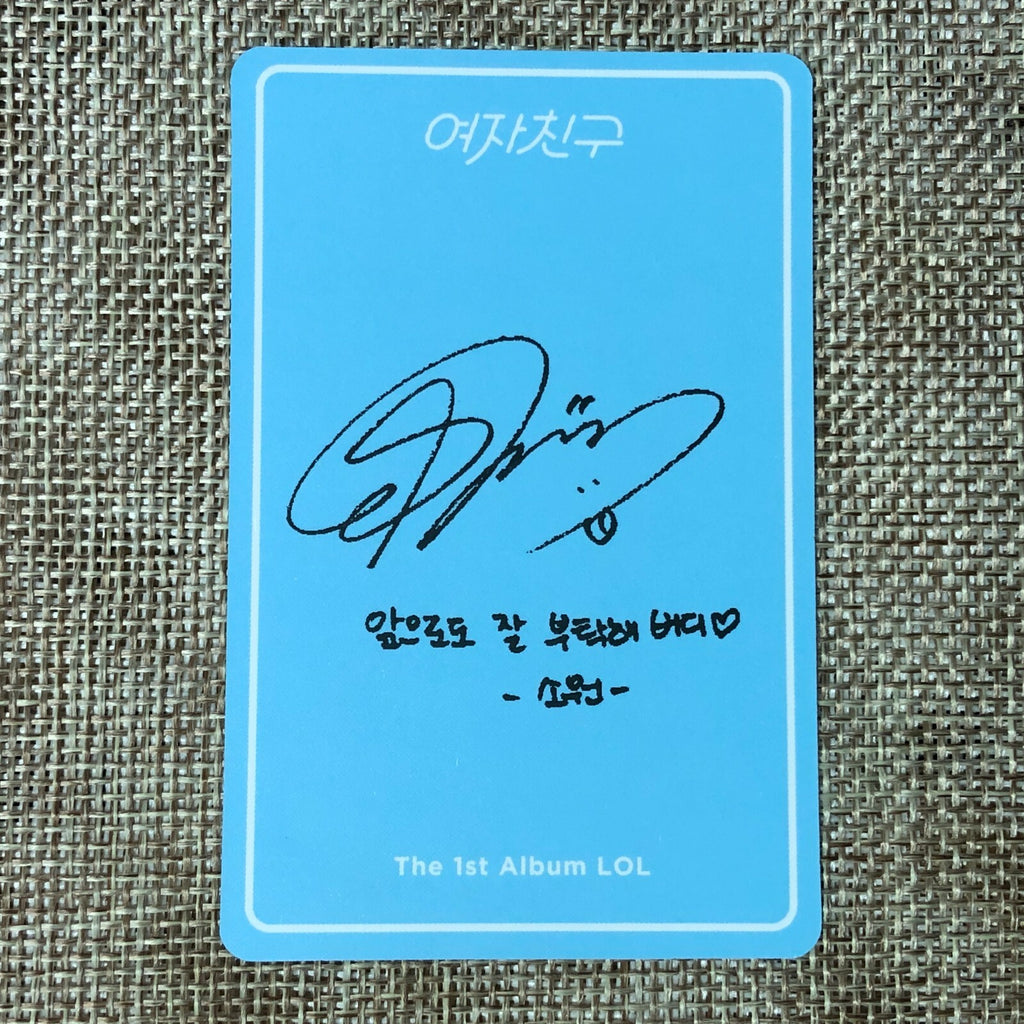 여자친구
앞으로도 잘 부탁해 버디♡
- 소원 -
The 1st Album LOL